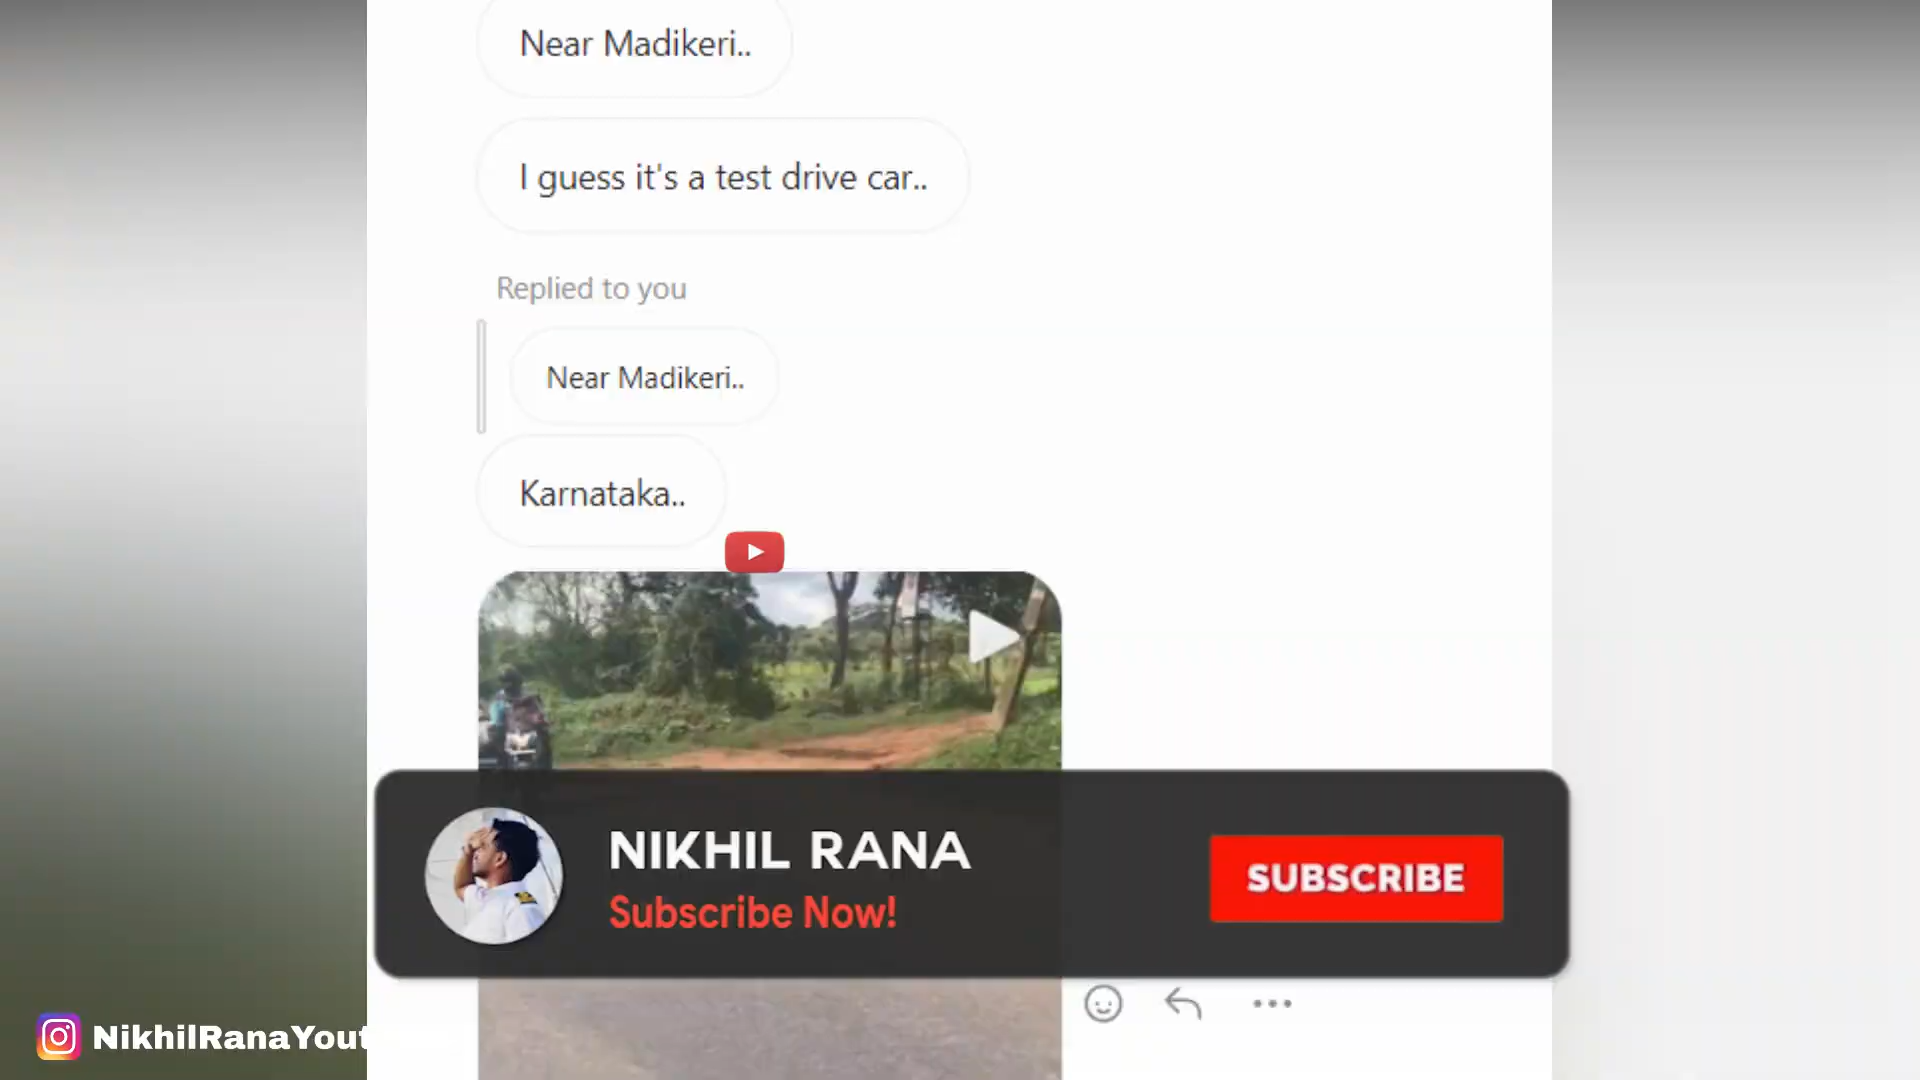 Near Madikeri..
I guess it's a test drive car..
Replied to you
Near Madikeri..
Karnataka..
NIKHIL RANA
Subscribe Now!
SUBSCRIBE
NikhilRanaYout